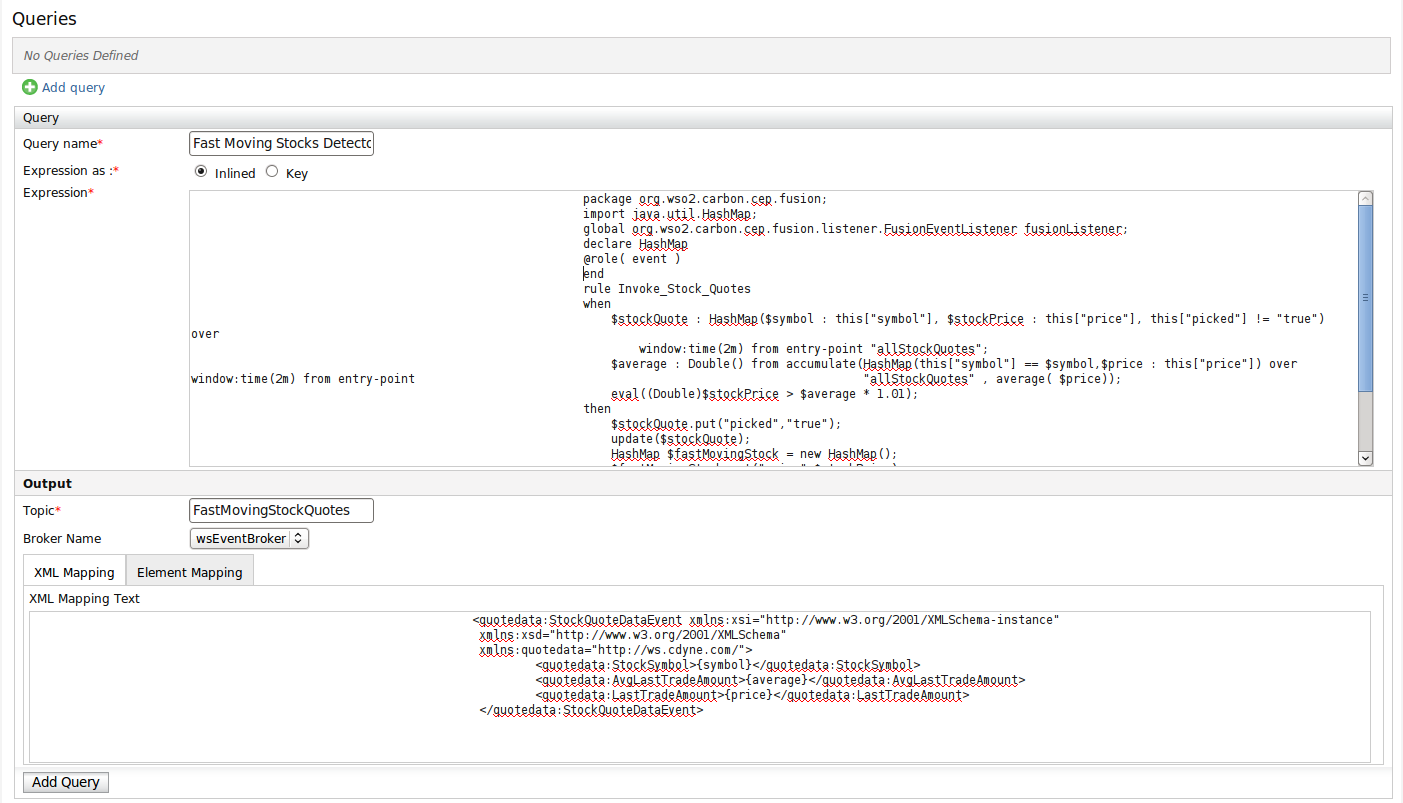 Queries
No Queries Defined
Add query
Query
Query name*
Fast Moving Stocks Detecto
Expression as :*
Inlined
Key
Expression*
package org.wso2.carbon.cep.fusion;
import java.util.HashMap;
global org.wso2.carbon.cep.fusion.listener.FusionEventListener fusionListener;
declare HashMap
@role( event )
end
rule Invoke_Stock_Quotes
when
$stockQuote : HashMap($symbol : this["symbol"], $stockPrice : this["price"], this["picked"] != "true")
over
window:time(2m) from entry-point "allStockQuotes";
$average : Double() from accumulate(HashMap(this["symbol"] == $symbol,$price : this["price"]) over
window:time(2m) from entry-point "allStockQuotes" , average( $price));
eval((Double)$stockPrice > $average * 1.01);
then
$stockQuote.put("picked","true");
update($stockQuote);
HashMap $fastMovingStock = new HashMap();
Output
Topic*
FastMovingStockQuotes
Broker Name
wsEventBroker
XML Mapping
Element Mapping
XML Mapping Text
<quotedata:StockQuoteDataEvent xmlns:xsi="http://www.w3.org/2001/XMLSchema-instance"
xmlns:xsd="http://www.w3.org/2001/XMLSchema"
xmlns:quotedata="http://ws.cdyne.com/">
<quotedata:StockSymbol>{symbol}</quotedata:StockSymbol>
<quotedata:AvgLastTradeAmount>{average}</quotedata:AvgLastTradeAmount>
<quotedata:LastTradeAmount>{price}</quotedata:LastTradeAmount>
</quotedata:StockQuoteDataEvent>
Add Query